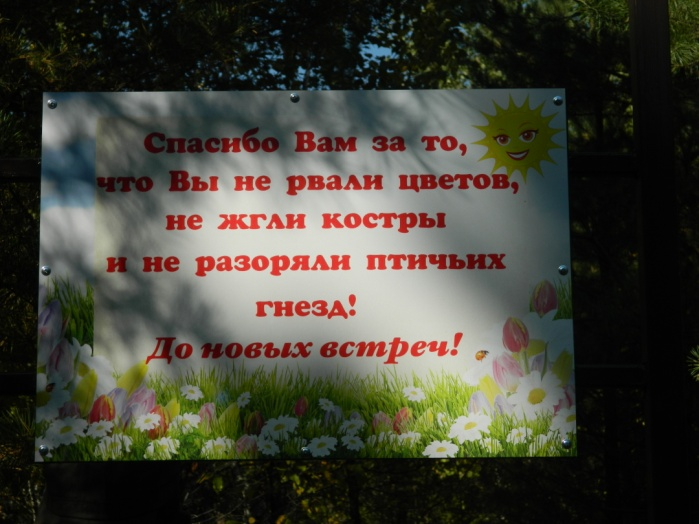 Спасибо Вам за то,
что Вы не рвали цветов,
не жгли костры
и не разоряли птичьих
гнезд!
До новых встреч!